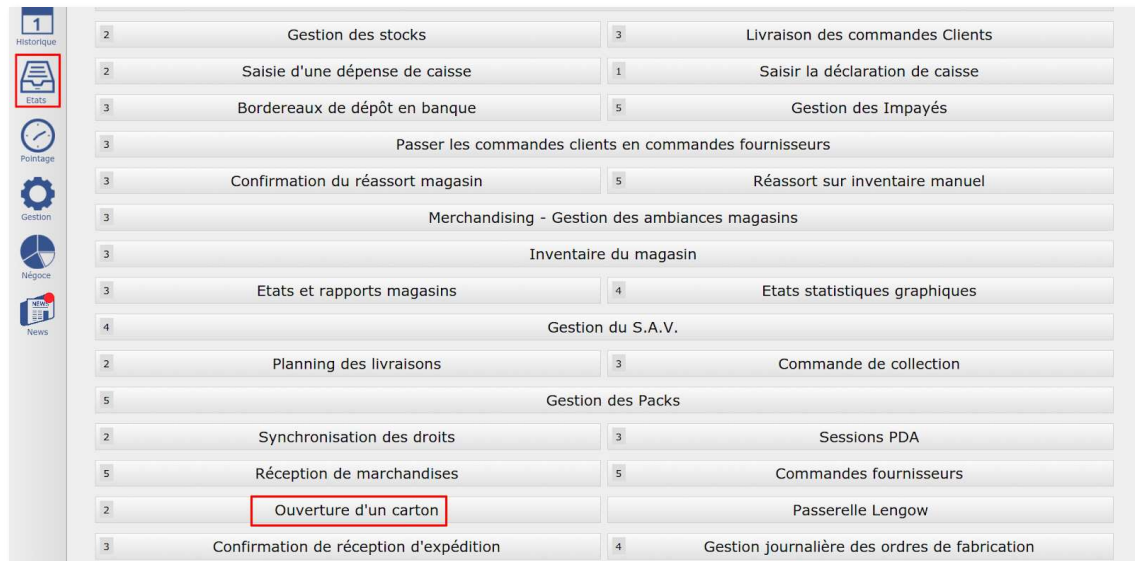 1
Historique
Etats
Pointage
Gestion
Négoce
NEWS
News
2 Gestion des stocks 3 Livraison des commandes Clients
2 Saisie d'une dépense de caisse 1 Saisir la déclaration de caisse
3 Bordereaux de dépôt en banque 5 Gestion des Impayés
3 Passer les commandes clients en commandes fournisseurs
3 Confirmation du réassort magasin 5 Réassort sur inventaire manuel
3 Merchandising - Gestion des ambiances magasins
3 Inventaire du magasin
3 Etats et rapports magasins 4 Etats statistiques graphiques
4 Gestion du S.A.V.
2 Planning des livraisons 3 Commande de collection
5 Gestion des Packs
2 Synchronisation des droits 3 Sessions PDA
5 Réception de marchandises 5 Commandes fournisseurs
2 Ouverture d'un carton Passerelle Lengow
3 Confirmation de réception d'expédition 4 Gestion journalière des ordres de fabrication